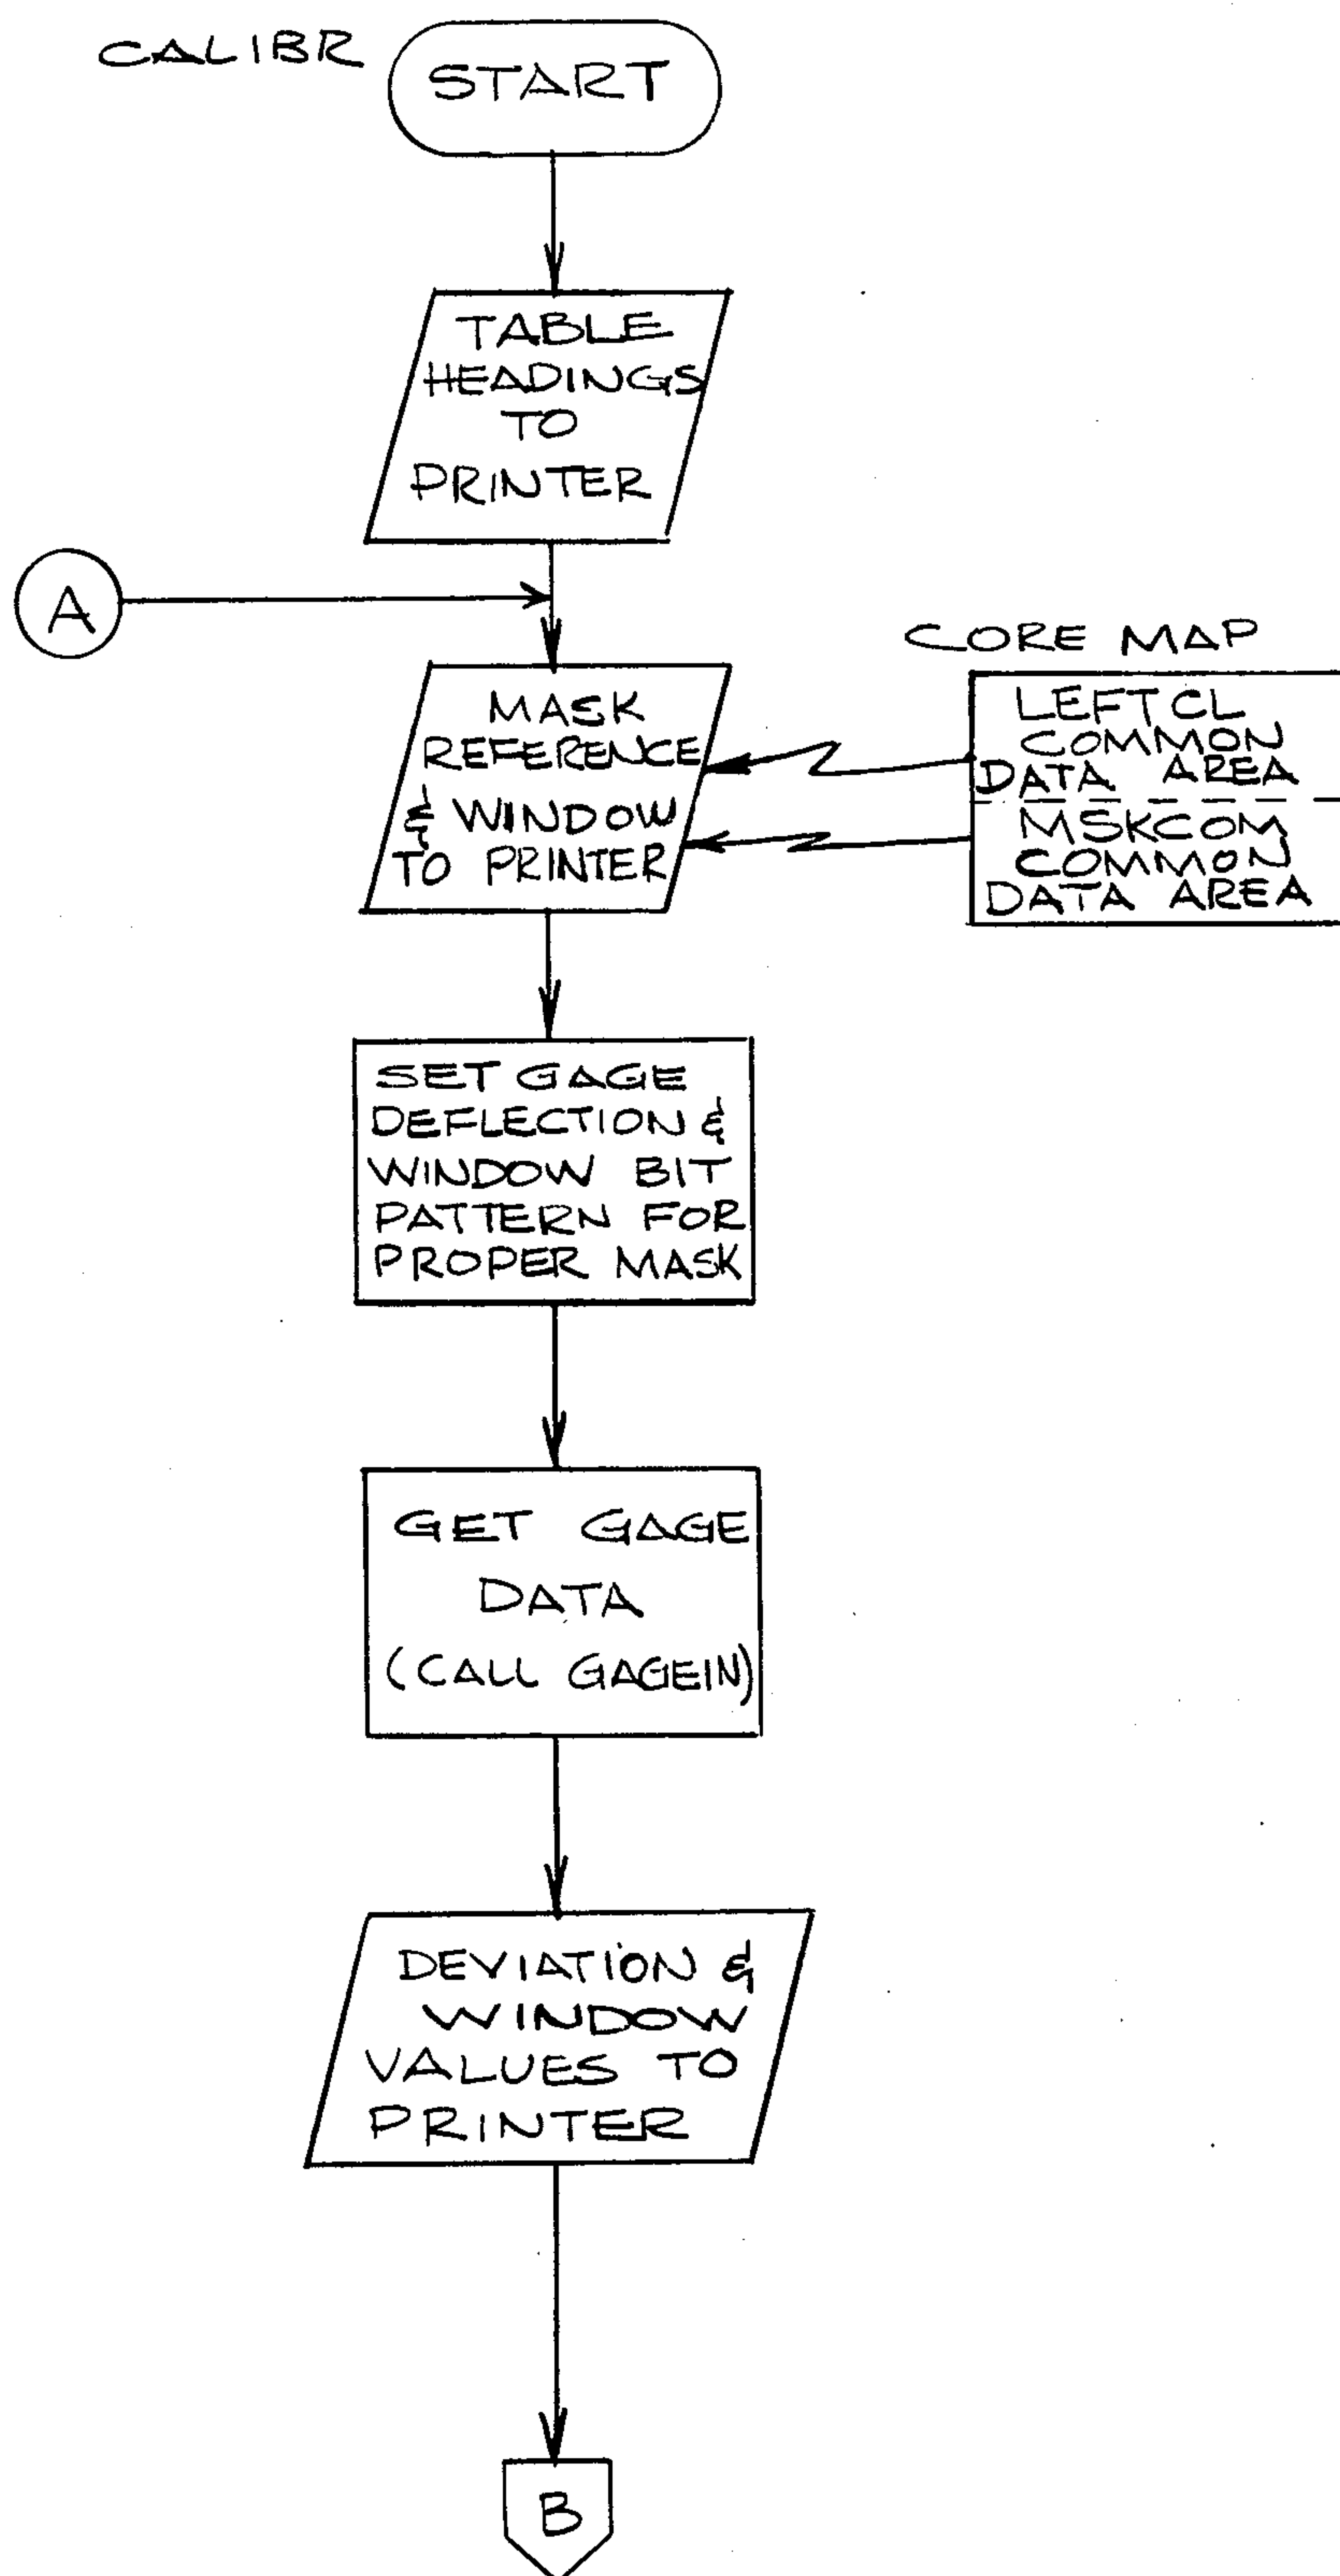 CALIBR
START
TABLE
HEADINGS
TO
PRINTER
A
MASK
REFERENCE
& WINDOW
TO PRINTER
CORE MAP
LEFTCL
COMMON
DATA AREA
MSKCOM
COMMON
DATA AREA
SET GAGE
DEFLECTION &
WINDOW BIT
PATTERN FOR
PROPER MASK
GET GAGE
DATA
(CALL GAGEIN)
DEVIATION &
WINDOW
VALUES TO
PRINTER
B